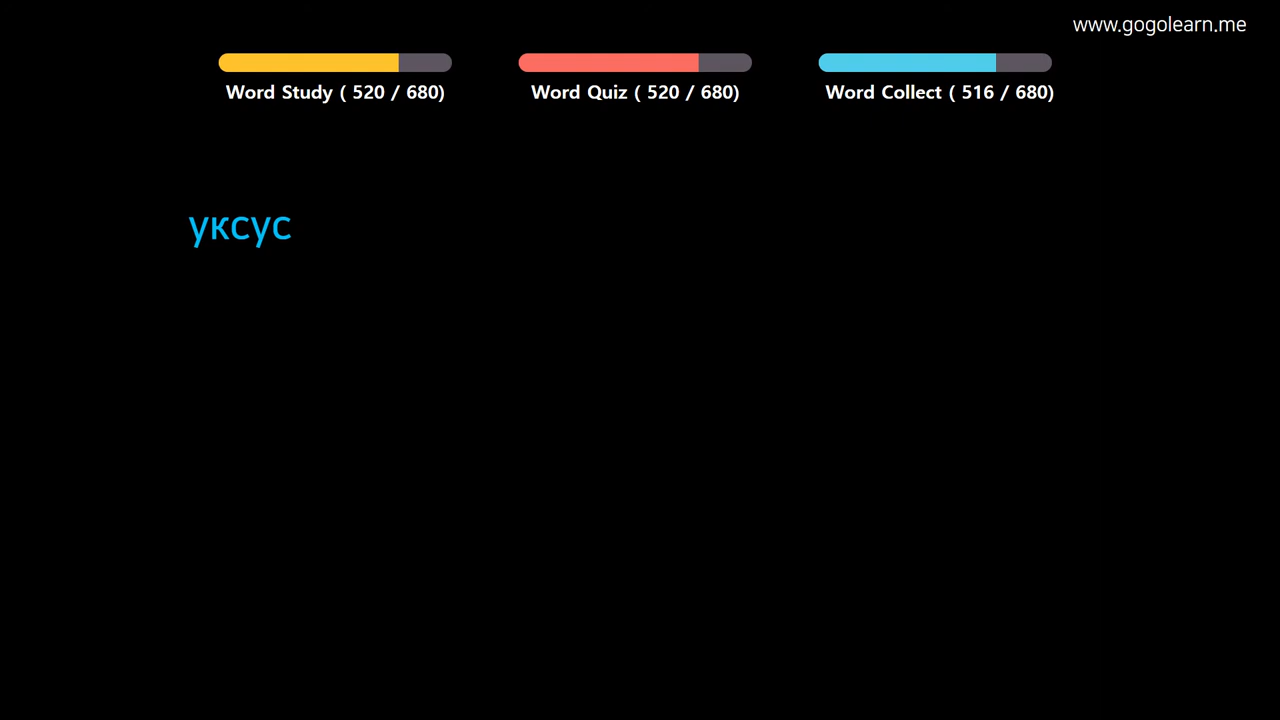 www.gogolearn.me
Word Study ( 520 / 680)
Word Quiz ( 520 / 680)
Word Collect ( 516 / 680)
уксус